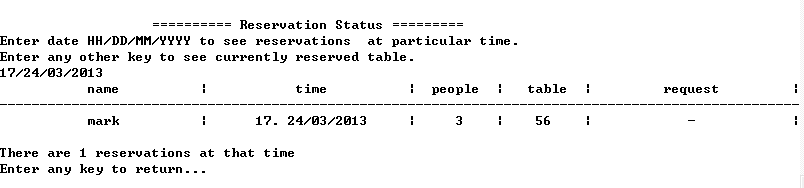 ========== Reservation Status =========
Enter date HH/DD/MM/YYYY to see reservations  at particular time.
Enter any other key to see currently reserved table.
17/24/03/2013
name ¦ time ¦ people ¦ table ¦ request ¦
----------------------------------------------------------------------------------------------------
mark ¦ 17. 24/03/2013 ¦ 3 ¦ 56 ¦ - ¦
There are 1 reservations at that time
Enter any key to return...